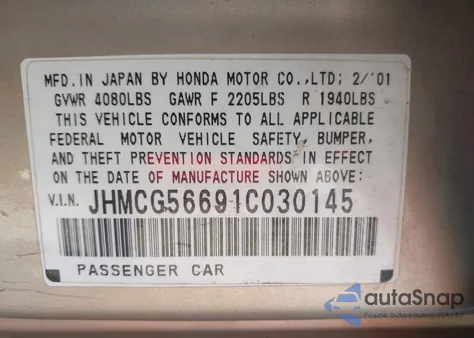 MFD.IN JAPAN BY HONDA MOTOR CO.,LTD; 2/'01
GVWR 4080LBS GAWR F 2205LBS R 1940LBS
THIS VEHICLE CONFORMS TO ALL APPLICABLE
FEDERAL MOTOR VEHICLE SAFETY, BUMPER,
AND THEFT PREVENTION STANDARDS IN EFFECT
ON THE DATE OF MANUFACTURE SHOWN ABOVE:
V.I.N. JHMCG56691C030145
PASSENGER CAR
autoSnap